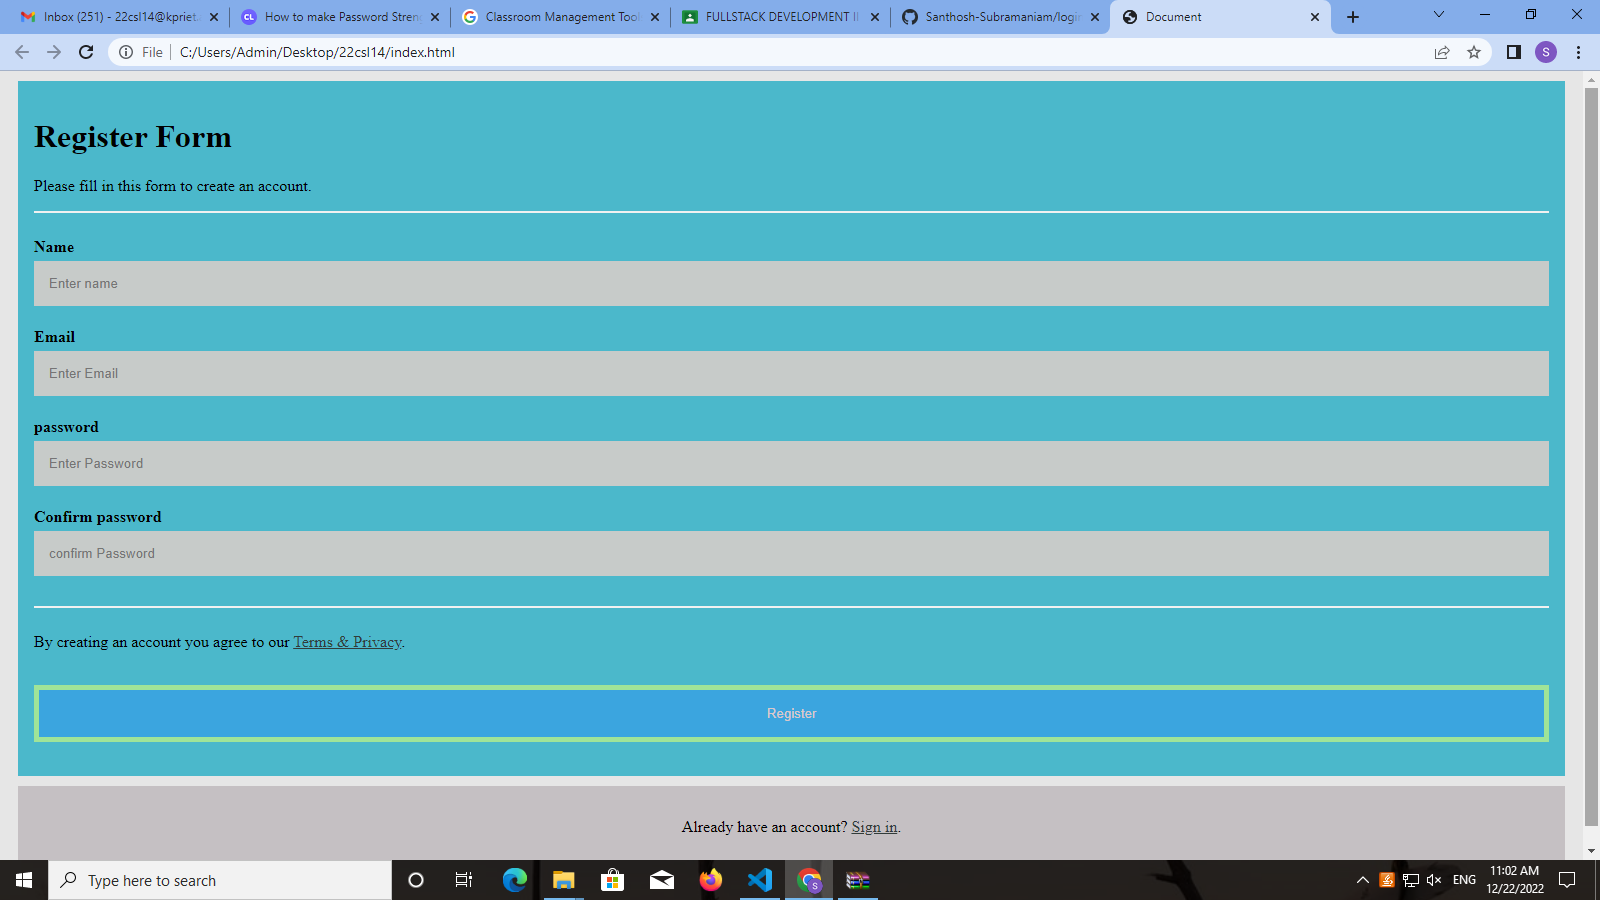 Inbox (251) - 22csl14@kpriet.
How to make Password Stren
Classroom Management Tool
FULLSTACK DEVELOPMENT II
Santhosh-Subramaniam/login
Document
File
C:/Users/Admin/Desktop/22csl14/index.html
S
Register Form
Please fill in this form to create an account.
Name
Enter name
Email
Enter Email
password
Enter Password
Confirm password
confirm Password
By creating an account you agree to our Terms & Privacy.
Register
Already have an account? Sign in.
Type here to search
ENG
11:02 AM
12/22/2022